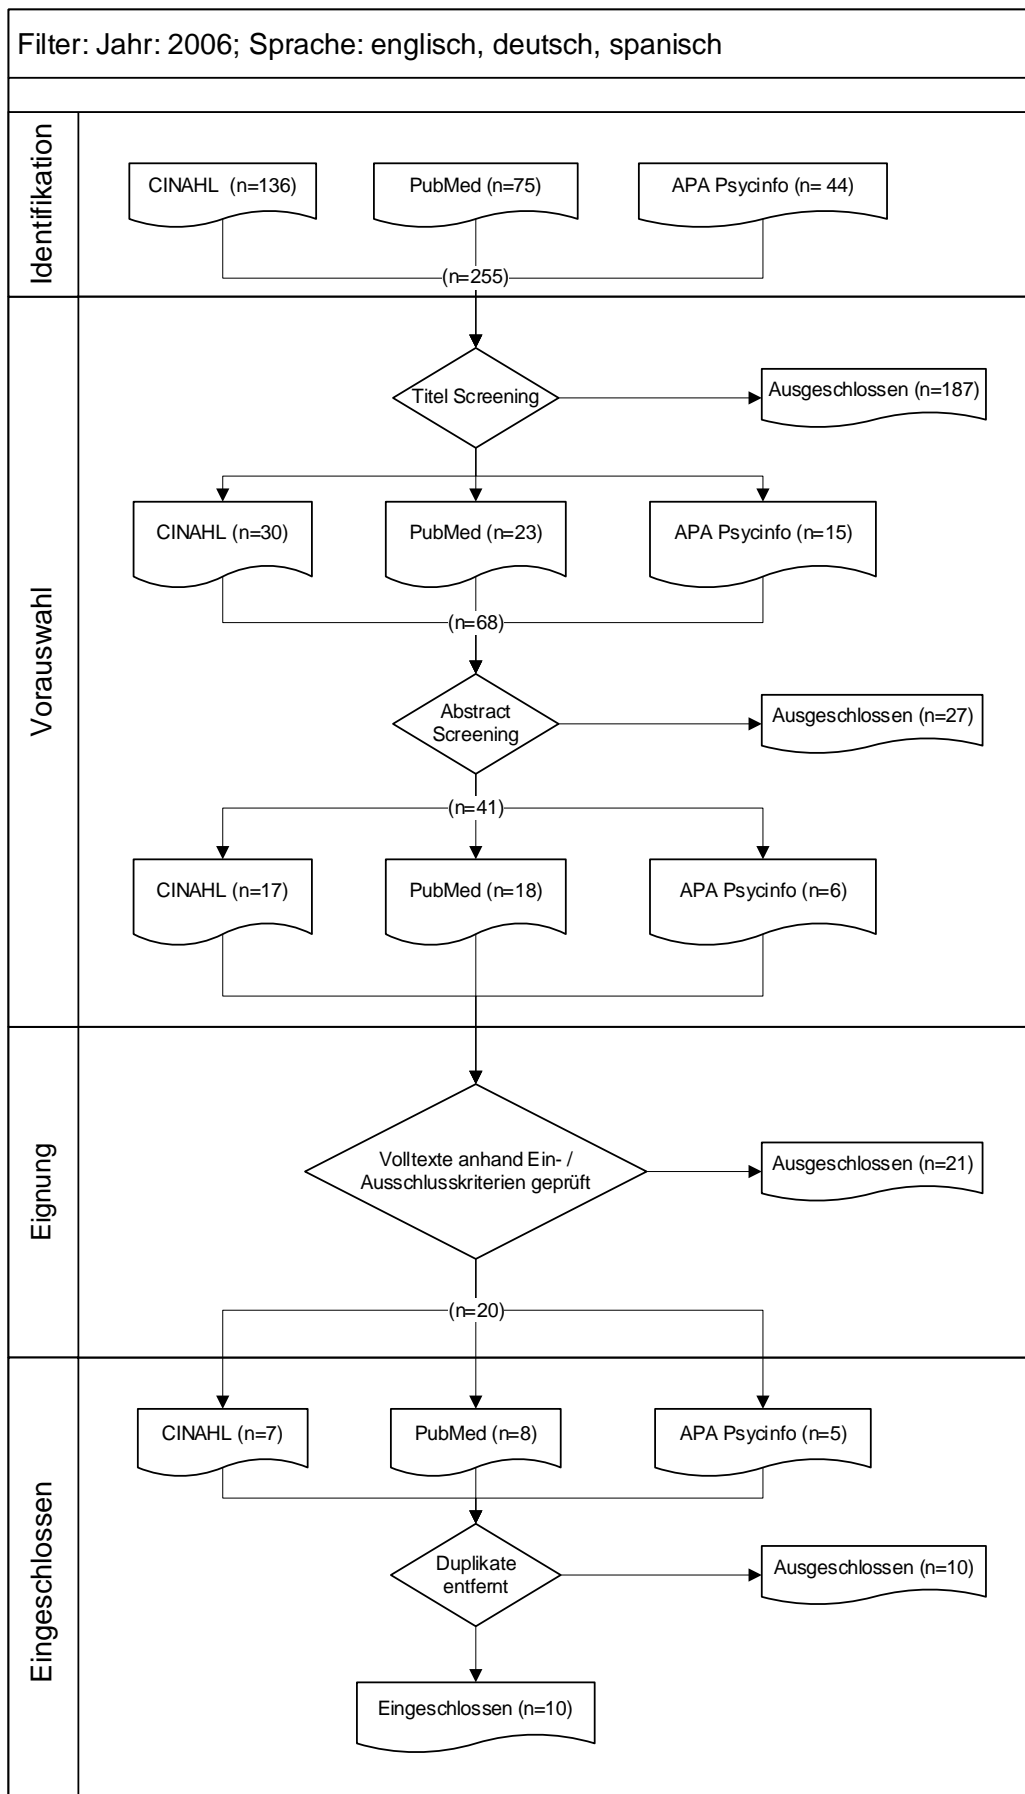 Filter: Jahr: 2006; Sprache: englisch, deutsch, spanisch
Identifikation
CINAHL (n=136)
PubMed (n=75)
APA Psycinfo (n= 44)
(n=255)
Vorauswahl
Titel Screening
Ausgeschlossen (n=187)
CINAHL (n=30)
PubMed (n=23)
APA Psycinfo (n=15)
(n=68)
Abstract
Screening
Ausgeschlossen (n=27)
(n=41)
CINAHL (n=17)
PubMed (n=18)
APA Psycinfo (n=6)
Eignung
Volltexte anhand Ein- /
Ausschlusskriterien geprüft
Ausgeschlossen (n=21)
(n=20)
Eingeschlossen
CINAHL (n=7)
PubMed (n=8)
APA Psycinfo (n=5)
Duplikate
entfernt
Ausgeschlossen (n=10)
Eingeschlossen (n=10)